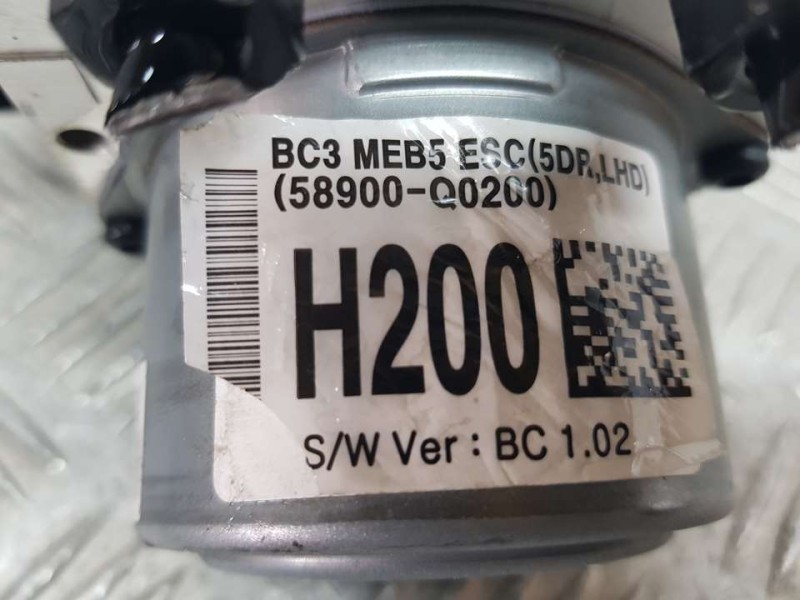 BC3 MEB5 ESC(5DR,LHD)
(58900-Q0200)
H200
S/W Ver : BC 1.02